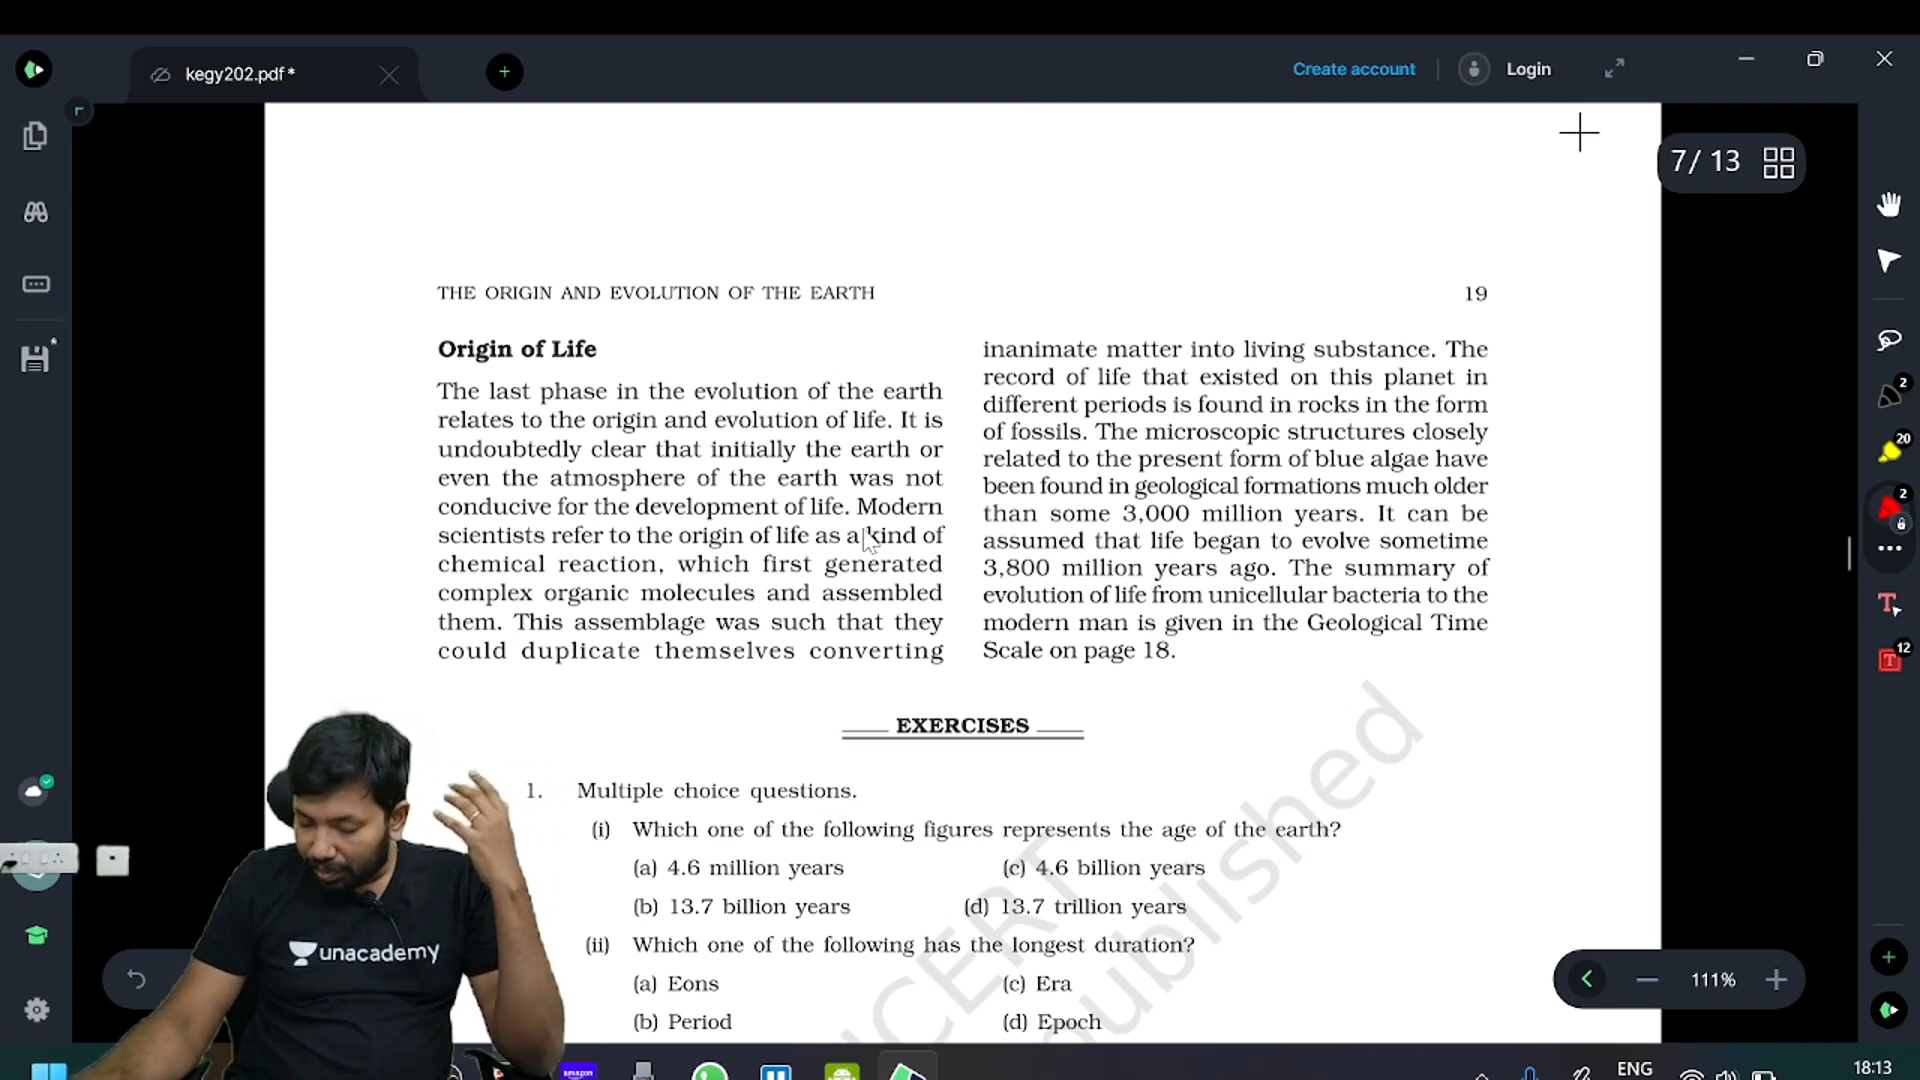 kegy202.pdf *
Create account
Login
7/ 13
THE ORIGIN AND EVOLUTION OF THE EARTH
19
Origin of Life
The last phase in the evolution of the earth
relates to the origin and evolution of life. It is
undoubtedly clear that initially the earth or
even the atmosphere of the earth was not
conducive for the development of life. Modern
scientists refer to the origin of life as a kind of
chemical reaction, which first generated
complex organic molecules and assembled
them. This assemblage was such that they
could duplicate themselves converting
inanimate matter into living substance. The
record of life that existed on this planet in
different periods is found in rocks in the form
of fossils. The microscopic structures closely
related to the present form of blue algae have
been found in geological formations much older
than some 3,000 million years. It can be
assumed that life began to evolve sometime
3,800 million years ago. The summary of
evolution of life from unicellular bacteria to the
modern man is given in the Geological Time
Scale on page 18.
EXERCISES
1. Multiple choice questions.
(i) Which one of the following figures represents the age of the earth?
(a) 4.6 million years
(c) 4.6 billion years
(b) 13.7 billion years
(d) 13.7 trillion years
(ii) Which one of the following has the longest duration?
(a) Eons
(c) Era
(b) Period
(d) Epoch
2
20
2
T
T
12
unacademy
111%
amazon
ENG
18:13